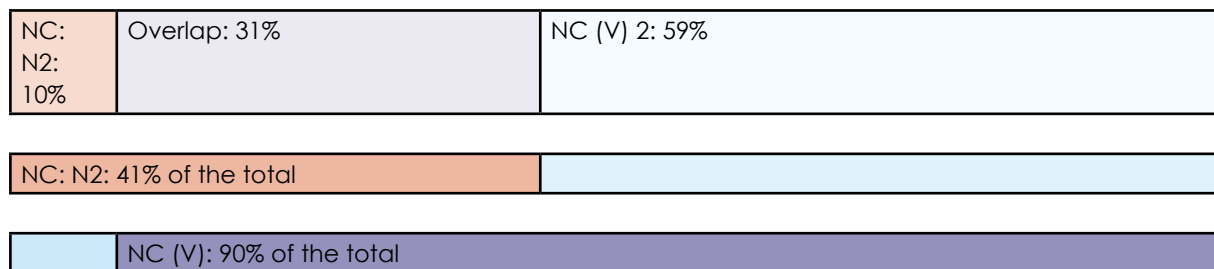 NC:
N2:
10%
Overlap: 31%
NC (V) 2: 59%
NC: N2: 41% of the total
NC (V): 90% of the total